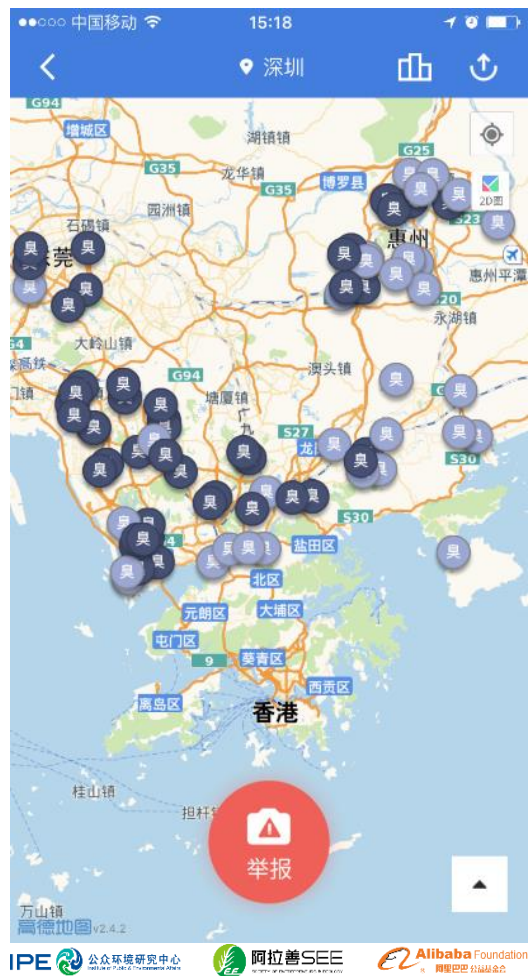 中国移动
15:18
深圳
G94
增城区
湖镇镇
G25
G35
龙华镇
G35
博罗县
2D图
园洲镇
石碣镇
S23
惠州
莞
惠州平潭
S20
永湖镇
大岭山镇
G94
塘厦镇
澳头镇
广九
S27
S30
S30
盐田区
北区
元朗区
大埔区
屯门区
9
葵青区
离岛区
西贡区
香港
桂山镇
担杆
举报
万山镇
高德地图 v2.4.2
IPE 公众环境研究中心
阿拉善SEE
Alibaba Foundation
阿里巴巴 公益基金会
臭